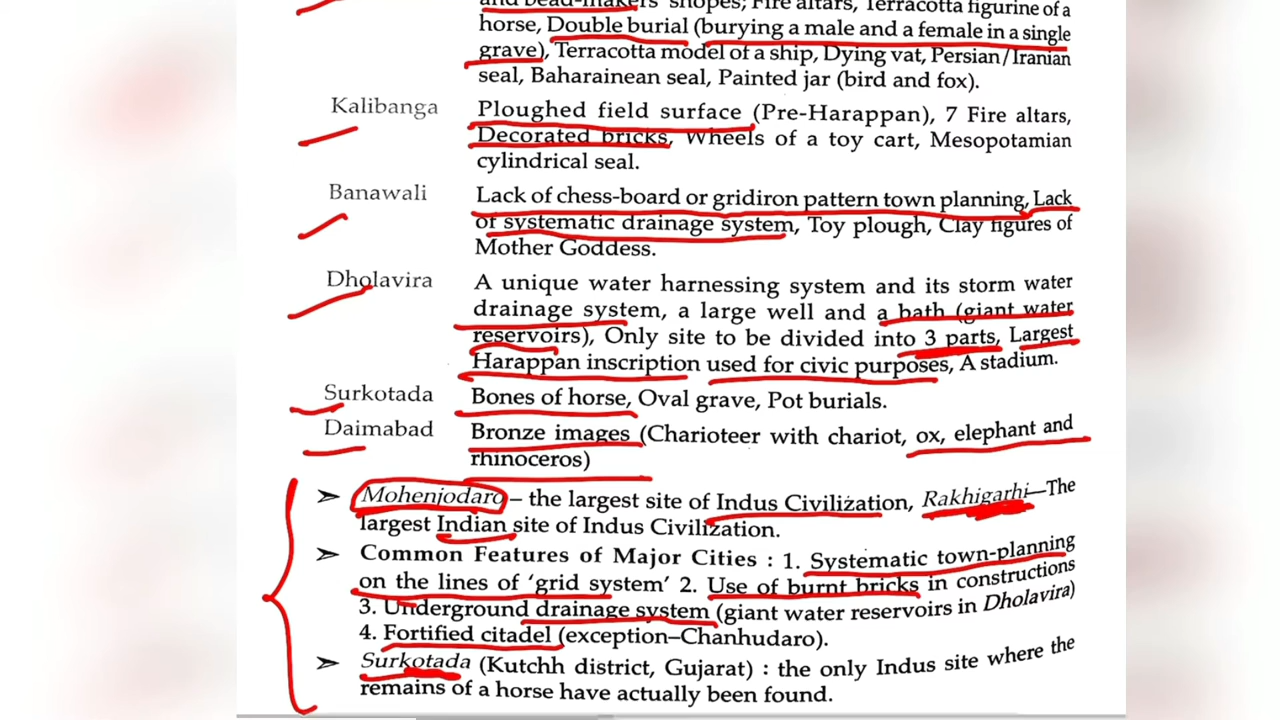 and bead-makers' shopes; Fire altars, Terracotta figurine of a
horse, Double burial (burying a male and a female in a single
grave), Terracotta model of a ship, Dying vat, Persian/Iranian
seal, Baharainean seal, Painted jar (bird and fox).
Kalibanga Ploughed field surface (Pre-Harappan), 7 Fire altars,
Decorated bricks, Wheels of a toy cart, Mesopotamian
cylindrical seal.
Banawali Lack of chess-board or gridiron pattern town planning, Lack
of systematic drainage system, Toy plough, Clay figures of
Mother Goddess.
Dholavira A unique water harnessing system and its storm water
drainage system, a large well and a bath (giant water
reservoirs), Only site to be divided into 3 parts, Largest
Harappan inscription used for civic purposes, A stadium.
Surkotada Bones of horse, Oval grave, Pot burials.
Daimabad Bronze images (Charioteer with chariot, ox, elephant and
rhinoceros)
➢ Mohenjodaro – the largest site of Indus Civilization, Rakhigarhi—The
largest Indian site of Indus Civilization.
➢ Common Features of Major Cities : 1. Systematic town-planning
on the lines of 'grid system' 2. Use of burnt bricks in constructions
3. Underground drainage system (giant water reservoirs in Dholavira)
4. Fortified citadel (exception–Chanhudaro).
➢ Surkotada (Kutchh district, Gujarat) : the only Indus site where the
remains of a horse have actually been found.